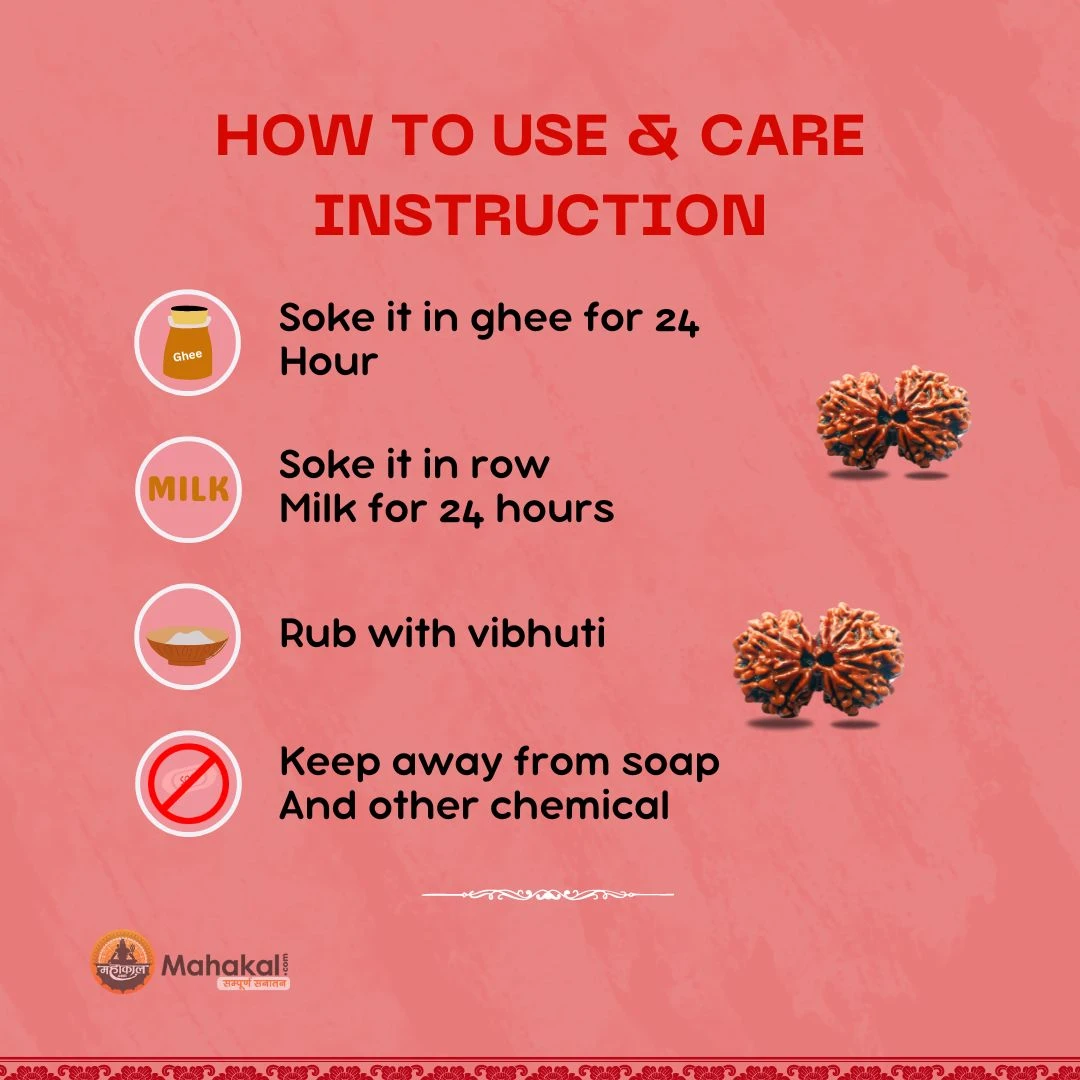 HOW TO USE & CARE
INSTRUCTION
Ghee
Soke it in ghee for 24
Hour
MILK
Soke it in row
Milk for 24 hours
Rub with vibhuti
Keep away from soap
And other chemical
महाकाल
Mahakal.com
सम्पूर्ण सनातन